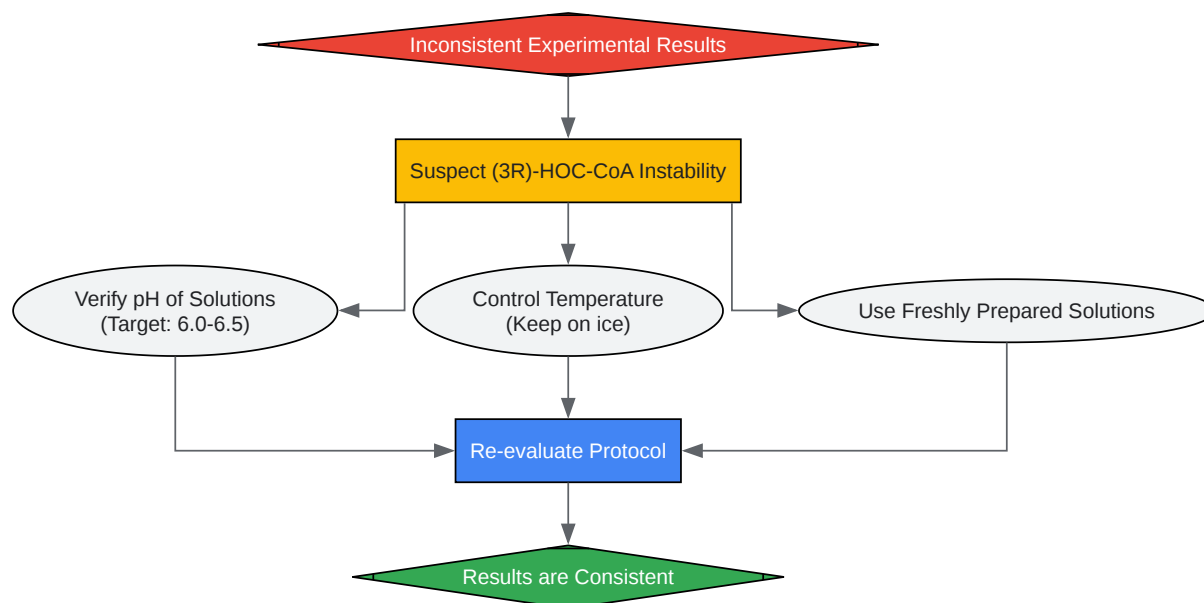 Inconsistent Experimental Results
Suspect (3R)-HOC-CoA Instability
Verify pH of Solutions
(Target: 6.0-6.5)
Control Temperature
(Keep on ice)
Use Freshly Prepared Solutions
Re-evaluate Protocol
Results are Consistent